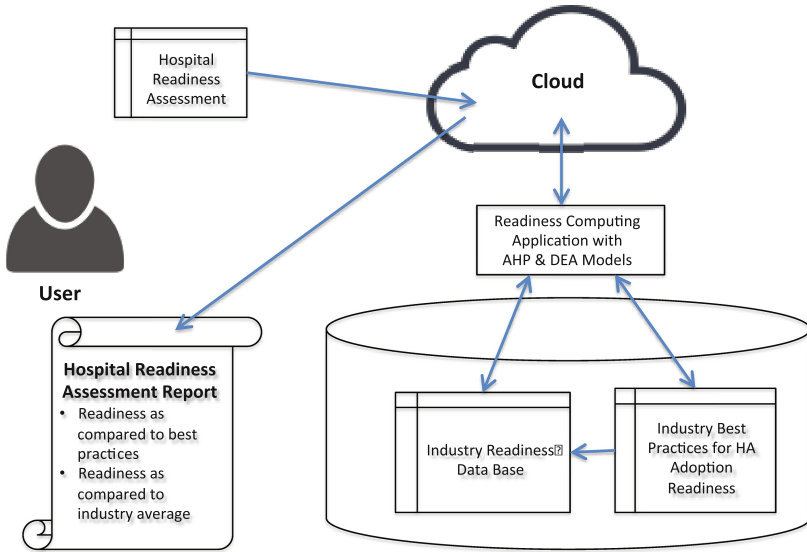 Hospital
Readiness
Assessment
Cloud
Readiness Computing
Application with
AHP & DEA Models
User
Hospital Readiness
Assessment Report
• Readiness as
compared to best
practices
• Readiness as
compared to
industry average
Industry Readiness
Data Base
Industry Best
Practices for HA
Adoption
Readiness